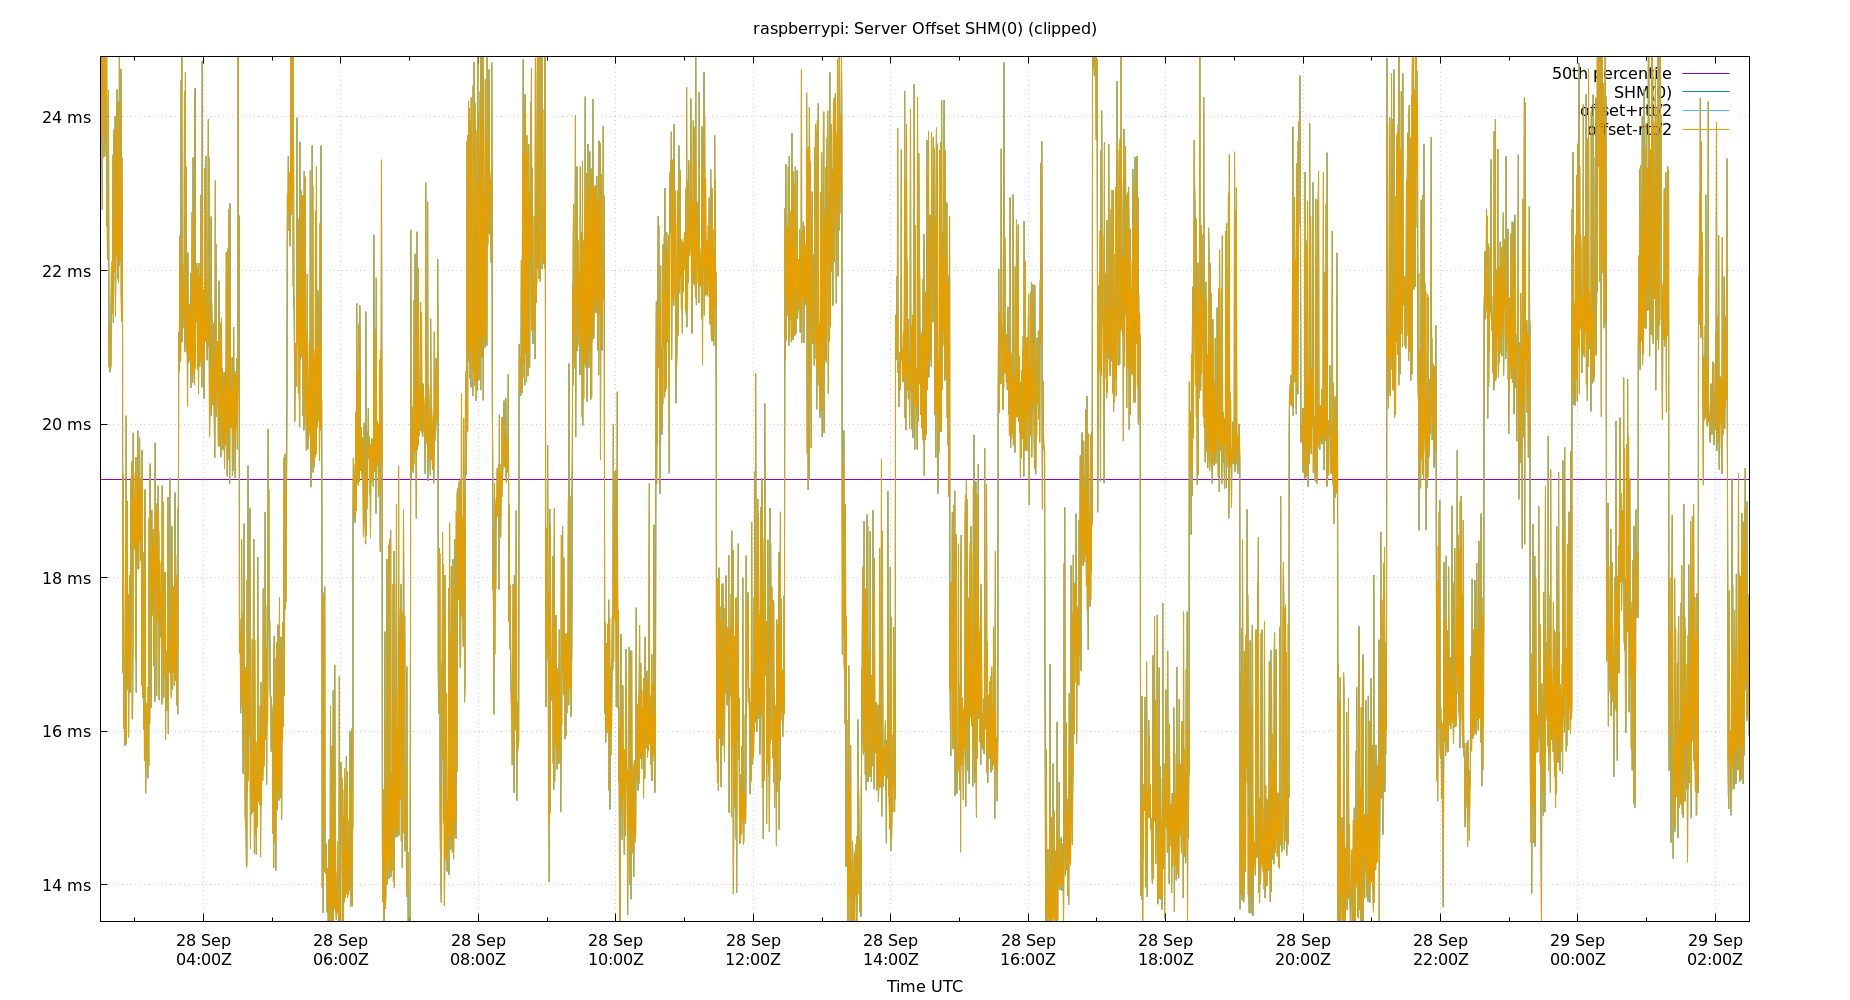 raspberrypi: Server Offset SHM(0) (clipped)
50th percentile
SHM(0)
offset+rtt/2
offset-rtt/2
24 ms
22 ms
20 ms
18 ms
16 ms
14 ms
28 Sep 28 Sep 28 Sep 28 Sep 28 Sep 28 Sep 28 Sep 28 Sep 28 Sep 28 Sep 29 Sep 29 Sep
04:00Z 06:00Z 08:00Z 10:00Z 12:00Z 14:00Z 16:00Z 18:00Z 20:00Z 22:00Z 00:00Z 02:00Z
Time UTC